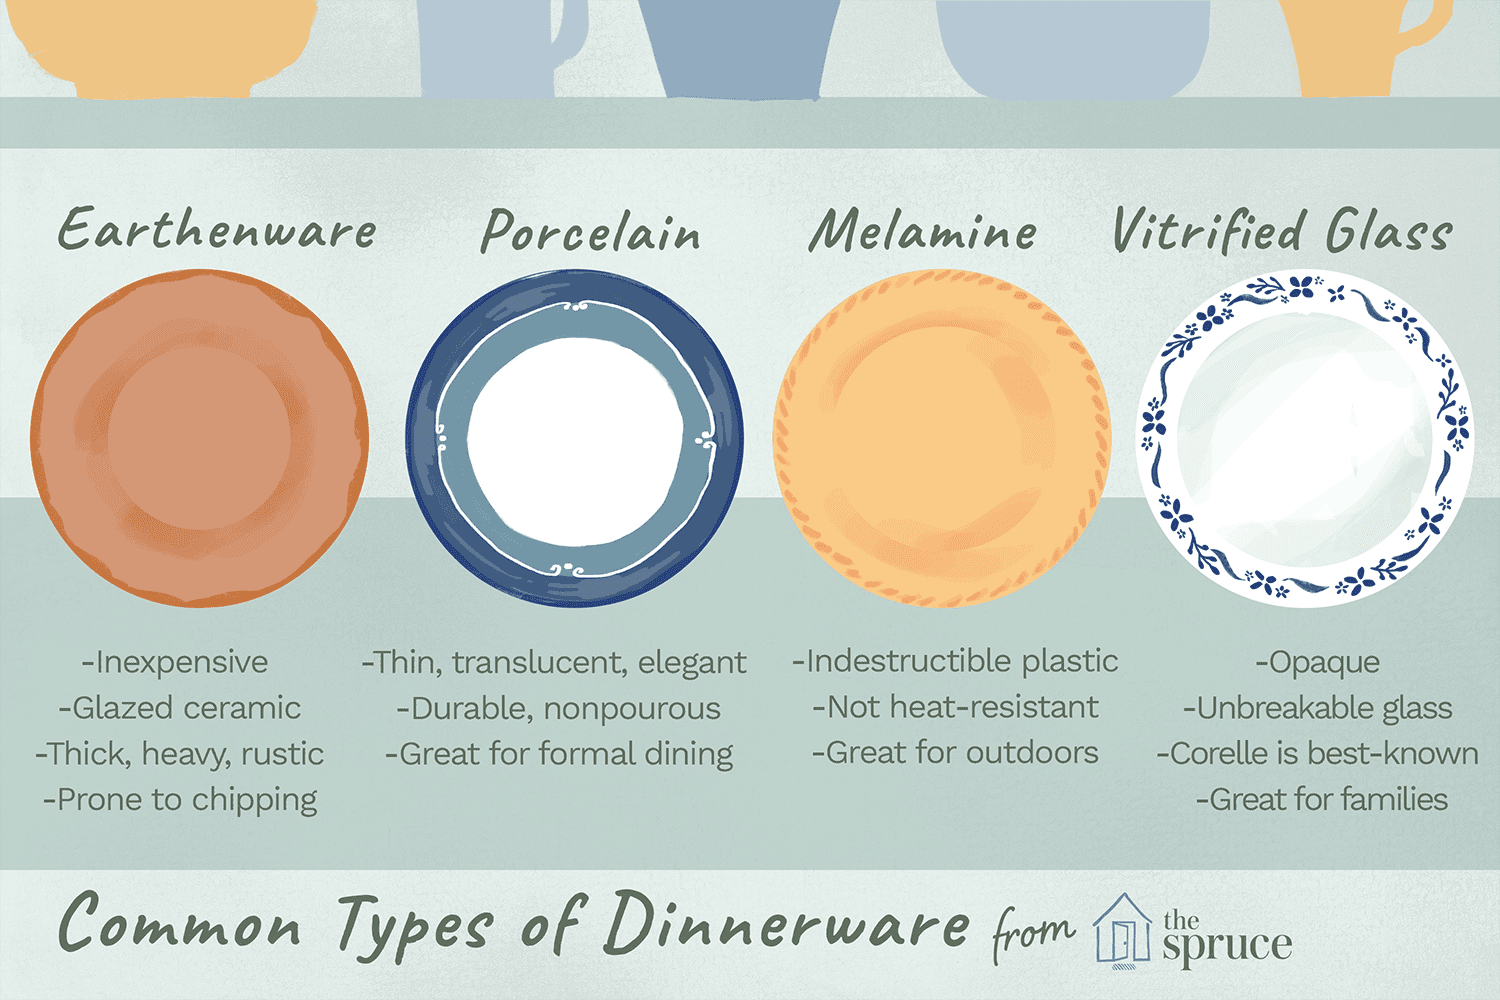 Earthenware
Porcelain
Melamine
Vitrified Glass
-Inexpensive
-Glazed ceramic
-Thick, heavy, rustic
-Prone to chipping
-Thin, translucent, elegant
-Durable, nonpourous
-Great for formal dining
-Indestructible plastic
-Not heat-resistant
-Great for outdoors
-Opaque
-Unbreakable glass
-Corelle is best-known
-Great for families
Common Types of Dinnerware from the spruce